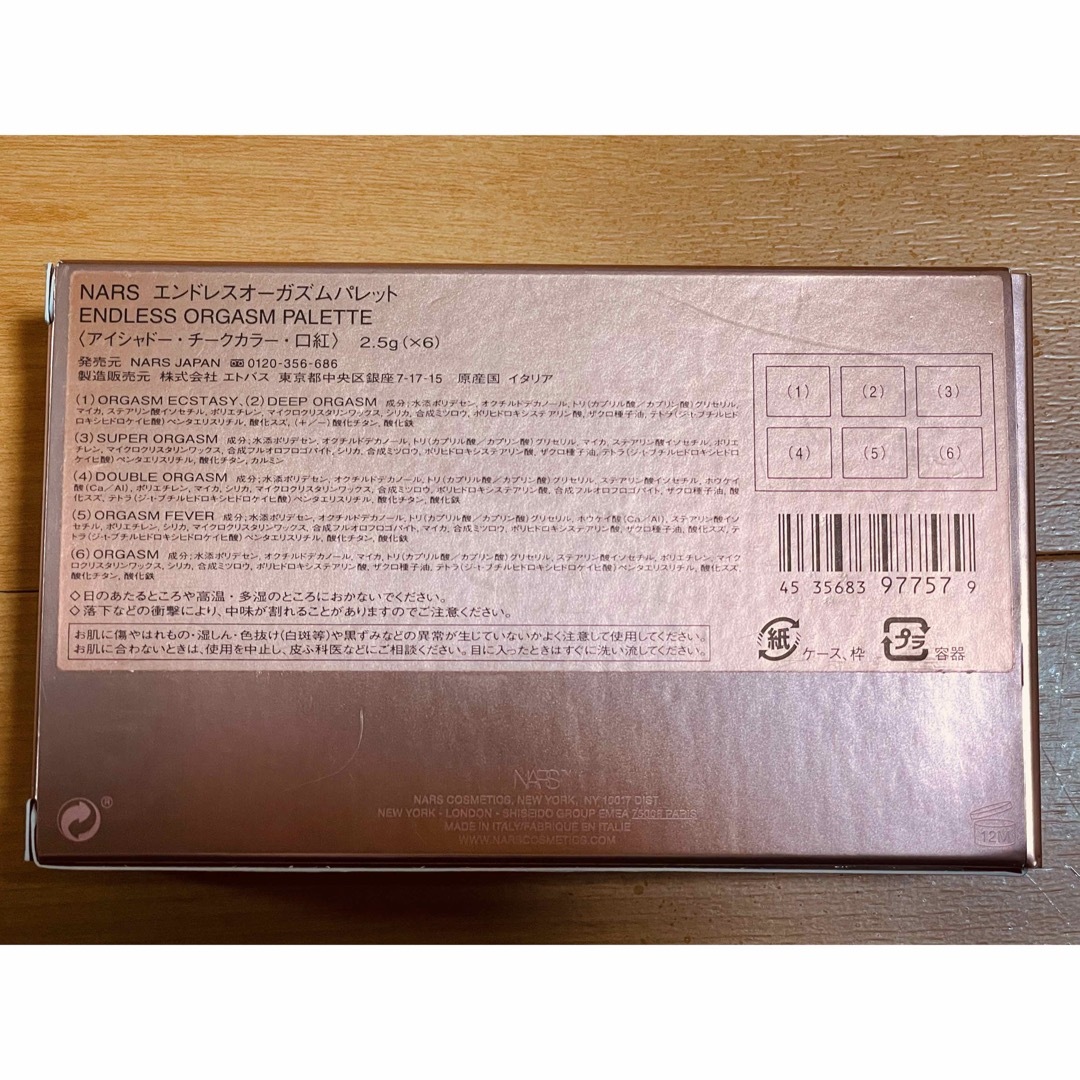 NARS エンドレスオーガズムパレット
ENDLESS ORGASM PALETTE
〈アイシャドー・チークカラー・口紅〉 2.5g(×6)
発売元 NARS JAPAN 0120-356-686
製造販売元 株式会社 エトバス 東京都中央区銀座7-17-15 原産国 イタリア
(1)ORGASM ECSTASY、(2)DEEP ORGASM 成分;水添ポリデセン, オクチルドデカノール, トリ(カプリル酸/カプリン酸)グリセリル,
マイカ, ステアリン酸イソセチル, ポリエチレン, マイクロクリスタリンワックス, シリカ, 合成ミツロウ, ポリヒドロキシステアリン酸, ザクロ種子油, テトラ(ジ-t-ブチルヒド
ロキシヒドロケイヒ酸)ペンタエリスリチル, 酸化スズ, (+/-)酸化チタン, 酸化鉄
(3)SUPER ORGASM 成分;水添ポリデセン, オクチルドデカノール, トリ(カプリル酸/カプリン酸)グリセリル, マイカ, ステアリン酸イソセチル, ポリエ
チレン, マイクロクリスタリンワックス, 合成フルオロフロゴパイト, シリカ, 合成ミツロウ, ポリヒドロキシステアリン酸, ザクロ種子油, テトラ(ジ-t-ブチルヒドロキシヒドロ
ケイヒ酸)ペンタエリスリチル, 酸化チタン, カルミン
(4)DOUBLE ORGASM 成分;水添ポリデセン, オクチルドデカノール, トリ(カプリル酸/カプリン酸)グリセリル, ステアリン酸イソセチル, ホウケイ
酸(Ca/Al), ポリエチレン, マイカ, シリカ, マイクロクリスタリンワックス, 合成ミツロウ, ポリヒドロキシステアリン酸, 合成フルオロフロゴパイト, ザクロ種子油, 酸
化スズ, テトラ(ジ-t-ブチルヒドロキシヒドロケイヒ酸)ペンタエリスリチル, 酸化チタン, 酸化鉄
(5)ORGASM FEVER 成分;水添ポリデセン, オクチルドデカノール, トリ(カプリル酸/カプリン酸)グリセリル, ホウケイ酸(Ca/Al), ステアリン酸イソ
セチル, ポリエチレン, シリカ, マイクロクリスタリンワックス, 合成フルオロフロゴパイト, マイカ, 合成ミツロウ, ポリヒドロキシステアリン酸, ザクロ種子油, 酸化スズ, テ
トラ(ジ-t-ブチルヒドロキシヒドロケイヒ酸)ペンタエリスリチル, 酸化チタン, 酸化鉄
(6)ORGASM 成分;水添ポリデセン, オクチルドデカノール, マイカ, トリ(カプリル酸/カプリン酸)グリセリル, ステアリン酸イソセチル, ポリエチレン, マイク
ロクリスタリンワックス, シリカ, 合成ミツロウ, ポリヒドロキシステアリン酸, ザクロ種子油, テトラ(ジ-t-ブチルヒドロキシヒドロケイヒ酸)ペンタエリスリチル, 酸化スズ,
酸化チタン, 酸化鉄
◇日のあたるところや高温・多湿のところにおかないでください。
◇落下などの衝撃により、中味が割れることがありますのでご注意ください。
お肌に傷やはれもの・湿しん・色抜け(白斑等)や黒ずみなどの異常が生じていないかよく注意して使用してください。
お肌に合わないときは、使用を中止し、皮ふ科医などにご相談ください。目に入ったときはすぐに洗い流してください。
(1) (2) (3)
(4) (5) (6)
45 35683 97757 9
紙 ケース、枠 プラ 容器
NARS
NARS COSMETICS, NEW YORK, NY 10017 DIST.
NEW YORK - LONDON - SHISEIDO GROUP EMEA 75008 PARIS
MADE IN ITALY/FABRIQUÉ EN ITALIE
WWW.NARSCOSMETICS.COM
®
12M